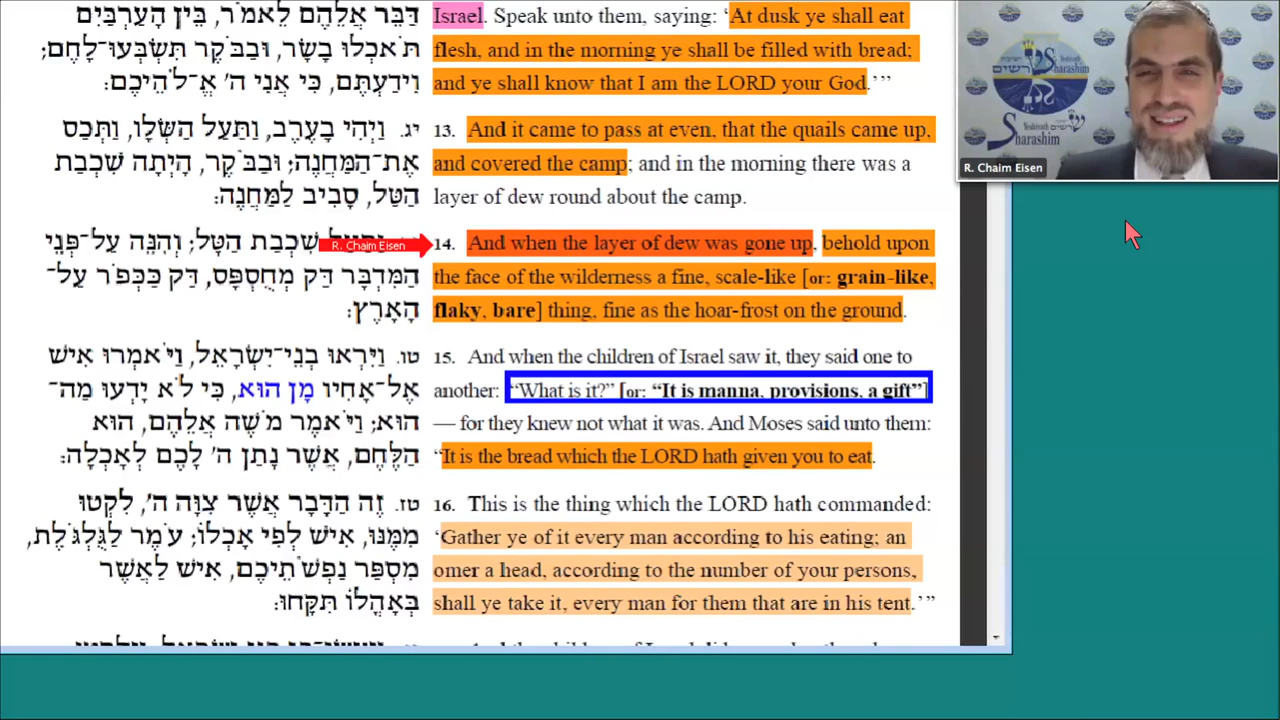 דַּבֵּר אֲלֵהֶם לֵאמֹר, בֵּין הָעַרְבַּיִם
תֹּאכְלוּ בָשָׂר, וּבַבֹּקֶר תִּשְׂבְּעוּ־לָחֶם;
וִידַעְתֶּם, כִּי אֲנִי ה' אֱ־לֹהֵיכֶם:
Israel. Speak unto them, saying: ‘At dusk ye shall eat
flesh, and in the morning ye shall be filled with bread;
and ye shall know that I am the LORD your God.’”
יג. וַיְהִי בָעֶרֶב, וַתַּעַל הַשְּׂלָו, וַתְּכַס
אֶת־הַמַּחֲנֶה; וּבַבֹּקֶר, הָיְתָה שִׁכְבַת
הַטַּל, סָבִיב לַמַּחֲנֶה:
13. And it came to pass at even, that the quails came up,
and covered the camp; and in the morning there was a
layer of dew round about the camp.
שִׁכְבַת הַטָּל; וְהִנֵּה עַל־פְּנֵי
הַמִּדְבָּר דַּק מְחֻסְפָּס, דַּק כַּכְּפֹר עַל־
הָאָרֶץ:
R. Chaim Eisen
14. And when the layer of dew was gone up, behold upon
the face of the wilderness a fine, scale-like [or: grain-like,
flaky, bare] thing, fine as the hoar-frost on the ground.
טו. וַיִּרְאוּ בְנֵי־יִשְׂרָאֵל, וַיֹּאמְרוּ אִישׁ
אֶל־אָחִיו מָן הוּא, כִּי לֹא יָדְעוּ מַה־
הוּא; וַיֹּאמֶר מֹשֶׁה אֲלֵהֶם, הוּא
הַלֶּחֶם, אֲשֶׁר נָתַן ה' לָכֶם לְאָכְלָה:
15. And when the children of Israel saw it, they said one to
another: “What is it?” [or: “It is manna, provisions, a gift”]
— for they knew not what it was. And Moses said unto them:
“It is the bread which the LORD hath given you to eat.
טז. זֶה הַדָּבָר אֲשֶׁר צִוָּה ה', לִקְטוּ
מִמֶּנּוּ, אִישׁ לְפִי אָכְלוֹ; עֹמֶר לַגֻּלְגֹּלֶת,
מִסְפַּר נַפְשֹׁתֵיכֶם, אִישׁ לַאֲשֶׁר
בְּאָהֳלוֹ תִּקָּחוּ:
16. This is the thing which the LORD hath commanded:
‘Gather ye of it every man according to his eating; an
omer a head, according to the number of your persons,
shall ye take it, every man for them that are in his tent.’”
Yeshivath
Sharashim
R. Chaim Eisen